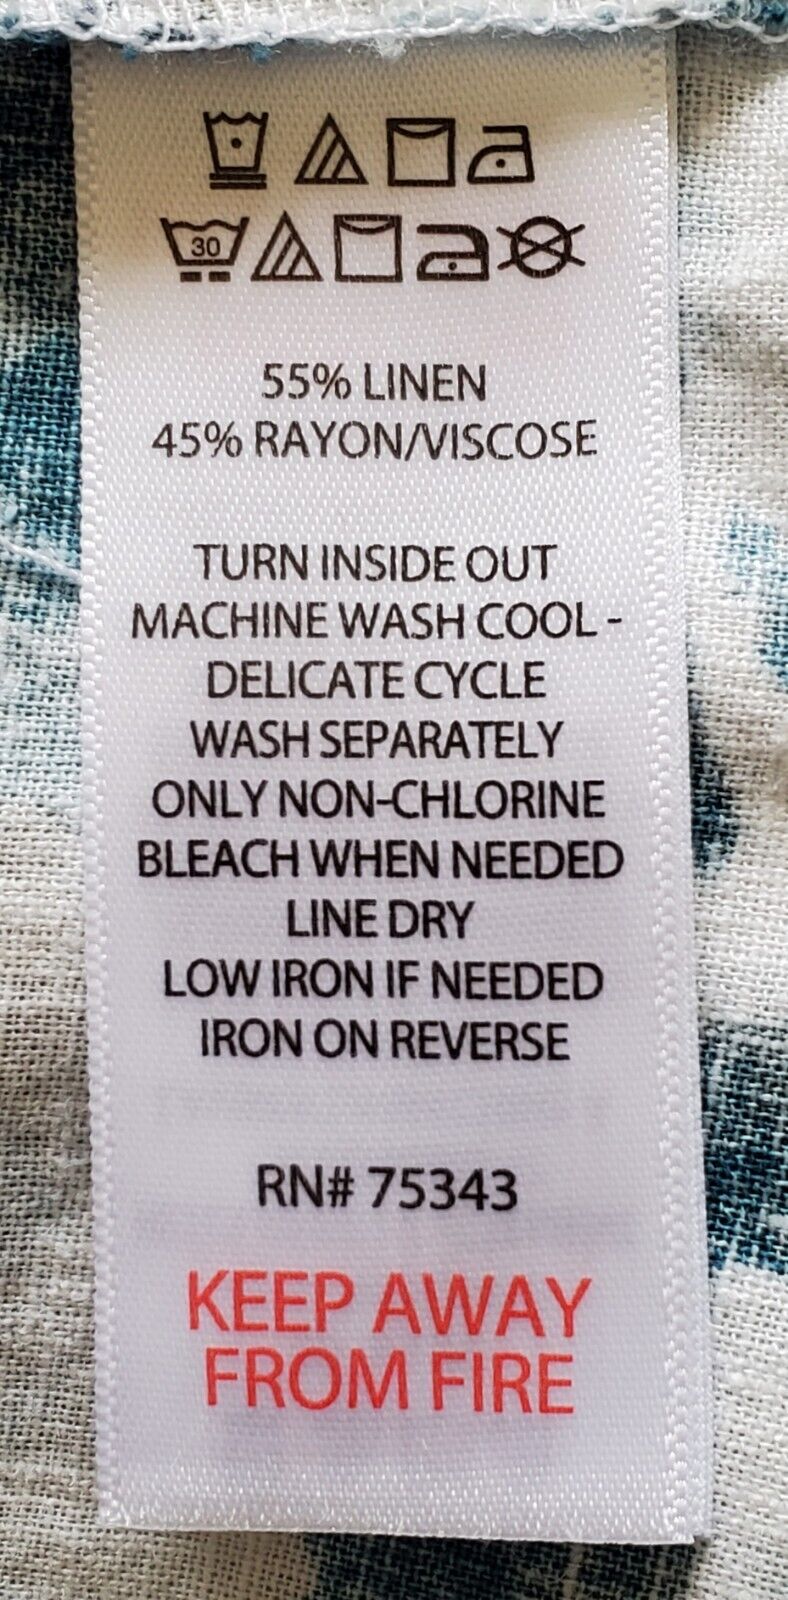 30
55% LINEN
45% RAYON/VISCOSE
TURN INSIDE OUT
MACHINE WASH COOL -
DELICATE CYCLE
WASH SEPARATELY
ONLY NON-CHLORINE
BLEACH WHEN NEEDED
LINE DRY
LOW IRON IF NEEDED
IRON ON REVERSE
RN# 75343
KEEP AWAY
FROM FIRE